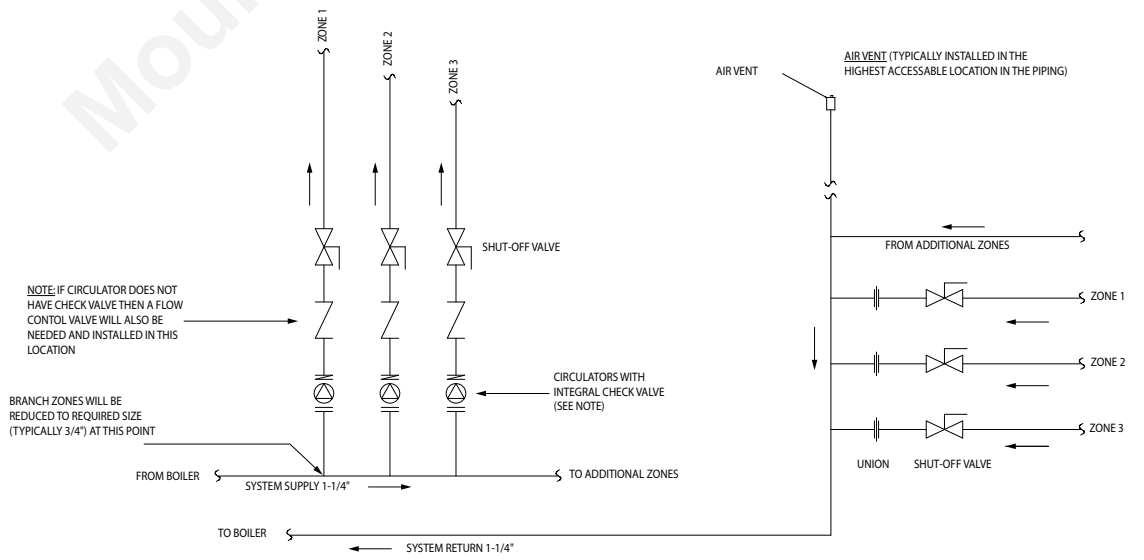 ZONE 1
ZONE 2
ZONE 3
AIR VENT
AIR VENT (TYPICALLY INSTALLED IN THE
HIGHEST ACCESSABLE LOCATION IN THE PIPING)
SHUT-OFF VALVE
FROM ADDITIONAL ZONES
NOTE: IF CIRCULATOR DOES NOT
HAVE CHECK VALVE THEN A FLOW
CONTOL VALVE WILL ALSO BE
NEEDED AND INSTALLED IN THIS
LOCATION
ZONE 1
ZONE 2
ZONE 3
CIRCULATORS WITH
INTEGRAL CHECK VALVE
(SEE NOTE)
BRANCH ZONES WILL BE
REDUCED TO REQUIRED SIZE
(TYPICALLY 3/4") AT THIS POINT
UNION
SHUT-OFF VALVE
FROM BOILER
SYSTEM SUPPLY 1-1/4"
TO ADDITIONAL ZONES
TO BOILER
SYSTEM RETURN 1-1/4"